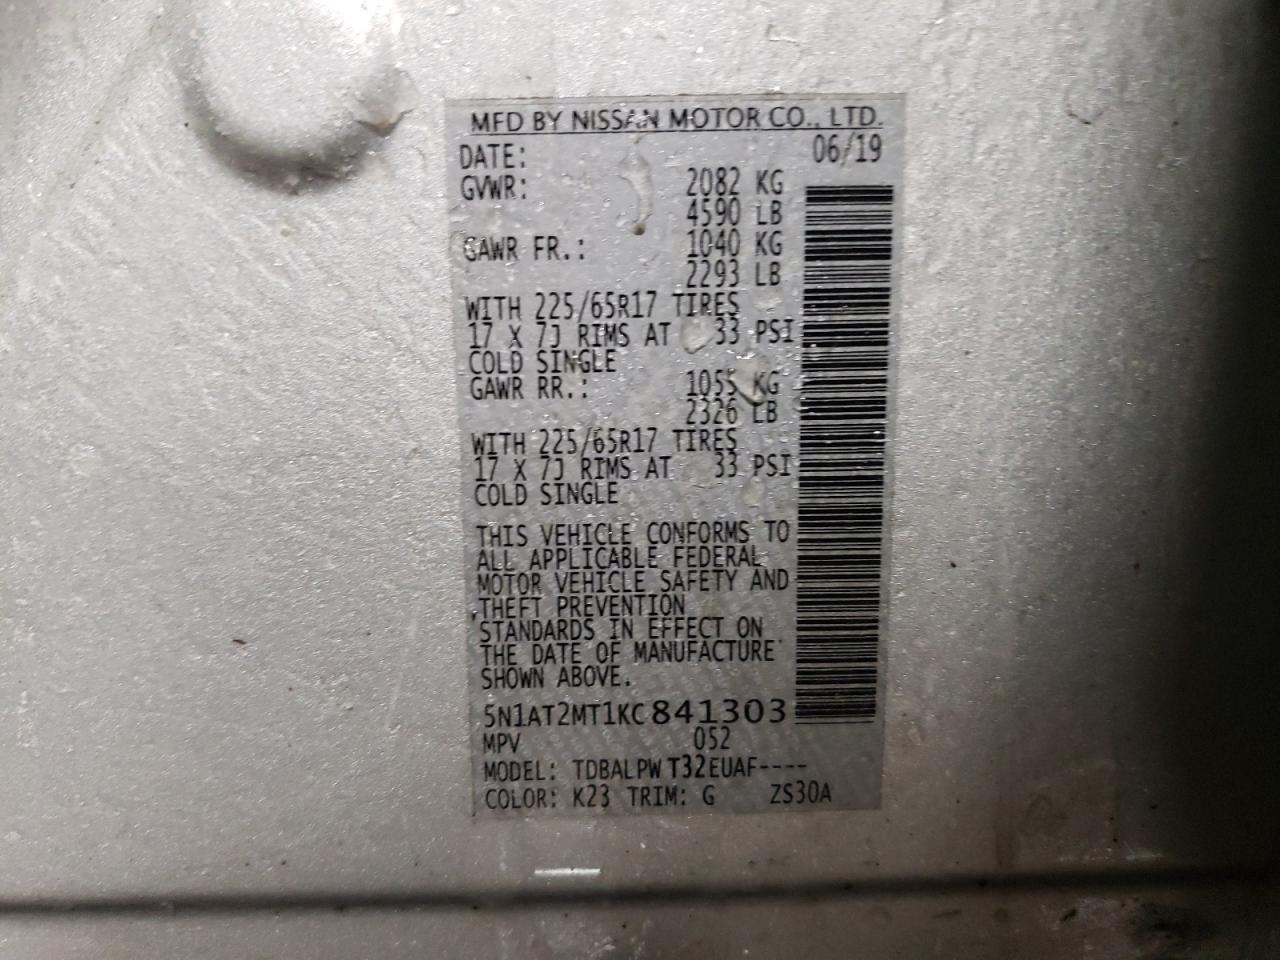 MFD BY NISSAN MOTOR CO., LTD.
DATE: 06/19
GVWR: 2082 KG
4590 LB
GAWR FR.: 1040 KG
2293 LB
WITH 225/65R17 TIRES
17 X 7J RIMS AT 33 PSI
COLD SINGLE
GAWR RR.: 1055 KG
2326 LB
WITH 225/65R17 TIRES
17 X 7J RIMS AT 33 PSI
COLD SINGLE
THIS VEHICLE CONFORMS TO
ALL APPLICABLE FEDERAL
MOTOR VEHICLE SAFETY AND
THEFT PREVENTION
STANDARDS IN EFFECT ON
THE DATE OF MANUFACTURE
SHOWN ABOVE.
5N1AT2MT1KC841303
MPV 052
MODEL: TDBALPW T32EUAF----
COLOR: K23 TRIM: G ZS30A